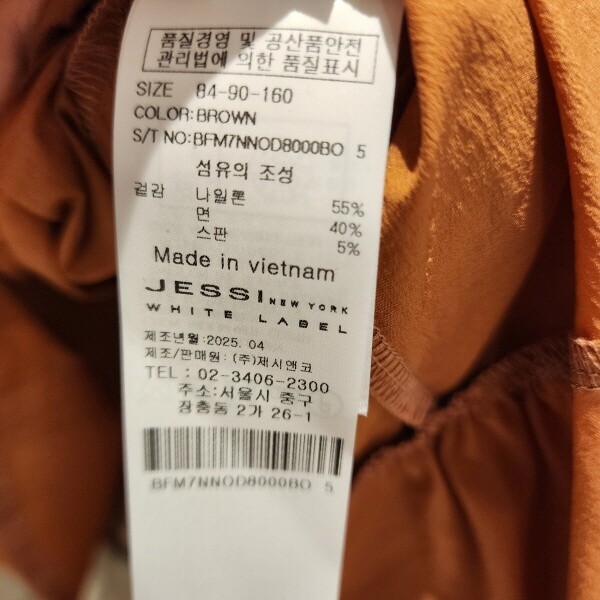 품질경영 및 공산품안전
관리법에 의한 품질표시
SIZE 84-90-160
COLOR:BROWN
S/T NO:BFM7NNOD8000BO 5
섬유의 조성
겉감 나일론 55%
면 40%
스판 5%
Made in vietnam
JESSI NEW YORK
WHITE LABEL
제조년월:2025. 04
제조/판매원: (주)제시앤코
TEL : 02-3406-2300
주소:서울시 중구
장충동 2가 26-1
BFM7NNOD8000BO 5